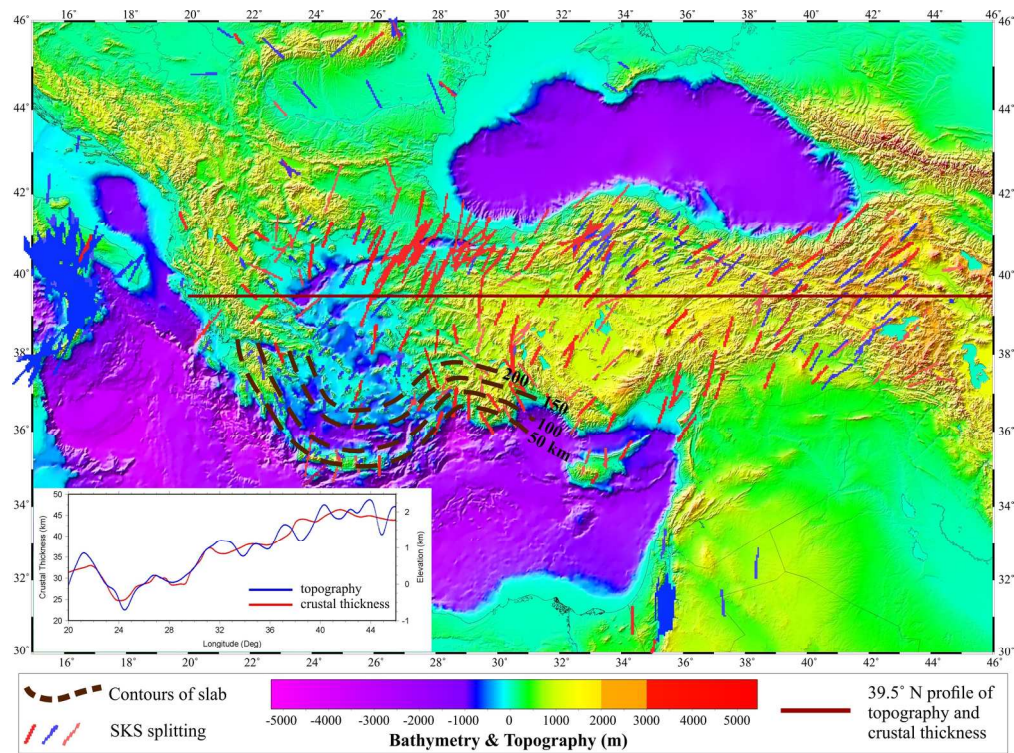 46° 16° 18° 20° 22° 24° 26° 28° 30° 32° 34° 36° 38° 40° 42° 44° 46° 46°
44° 44°
42° 42°
40° 40°
38° 38°
200
150
36° 100 36°
50 km
34° 34°
32° 32°
30° 30°
16° 18° 20° 22° 24° 26° 28° 30° 32° 34° 36° 38° 40° 42° 44° 46°
Crustal Thickness (km)
50
45
40
35
30
25
20
20 24 28 32 36 40 44
Longitude (Deg)
2
1
0
-1
Elevation (km)
topography
crustal thickness
Contours of slab
SKS splitting
-5000 -4000 -3000 -2000 -1000 0 1000 2000 3000 4000 5000
Bathymetry & Topography (m)
39.5° N profile of
topography and
crustal thickness